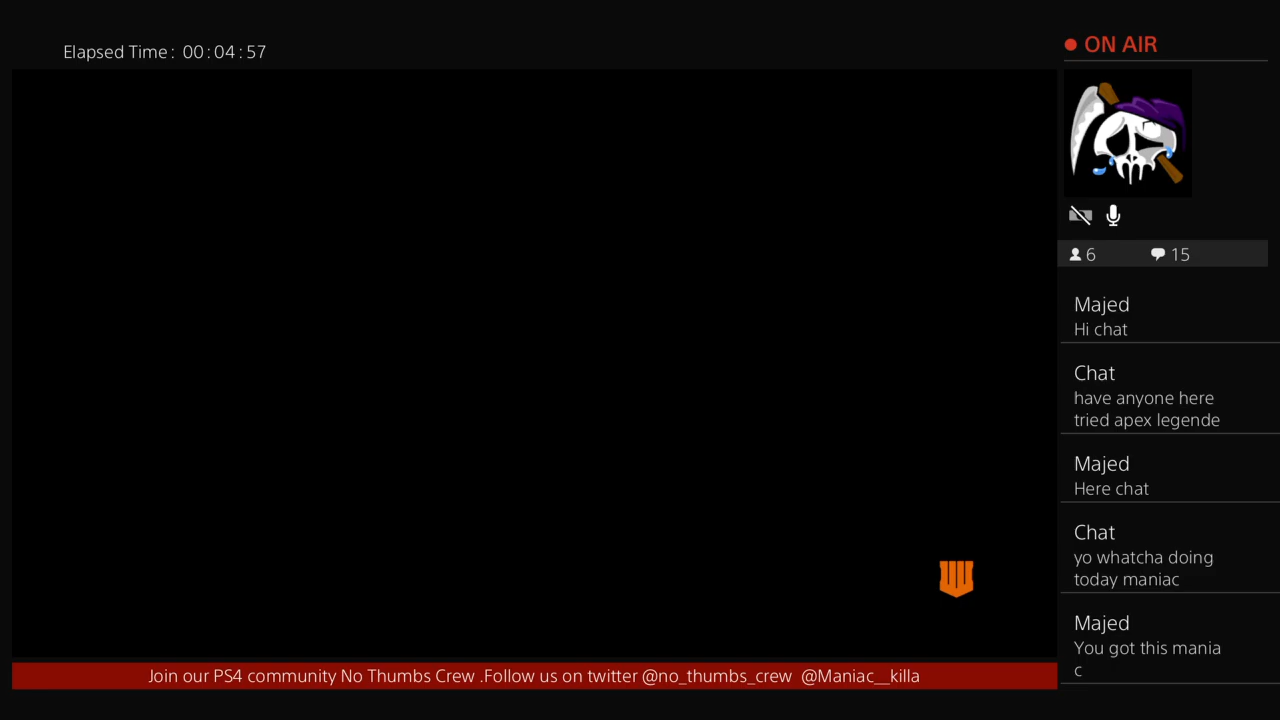 Elapsed Time: 00:04:57
ON AIR
6 15
Majed
Hi chat
Chat
have anyone here
tried apex legende
Majed
Here chat
Chat
yo whatcha doing
today maniac
Majed
You got this mania
c
Join our PS4 community No Thumbs Crew .Follow us on twitter @no_thumbs_crew @Maniac__killa